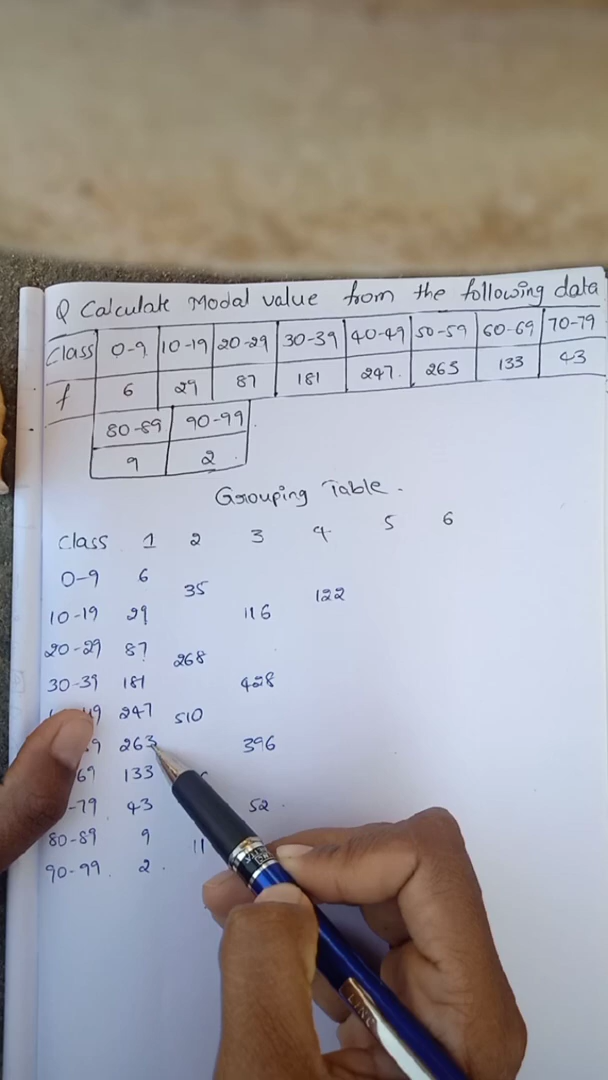 Q Calculate Modal value from the following data
Class 0-9 10-19 20-29 30-39 40-49 50-59 60-69 70-79
f 6 29 87 181 247. 263 133 43
80-89 90-99
9 2
Grouping Table.
Class 1 2 3 4 5 6
0-9 6
35
122
10-19 29 116
20-29 87
268
30-39 181 428
247 510
9 263 396
69 133
-79 43 52
80-89 9 11
90-99. 2
LINC